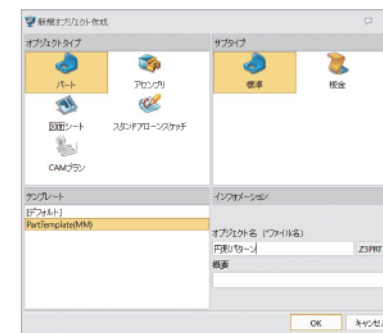 新規オブジェクト作成
オブジェクトタイプ
パート
アセンブリ
図面シート
スタンドアローンスケッチ
CAMプラン
サブタイプ
標準
板金
テンプレート
[デフォルト]
PartTemplate(MM)
インフォメーション
オブジェクト名 (ファイル名)
円形パターン
Z3PRT
概要
OK
キャンセル